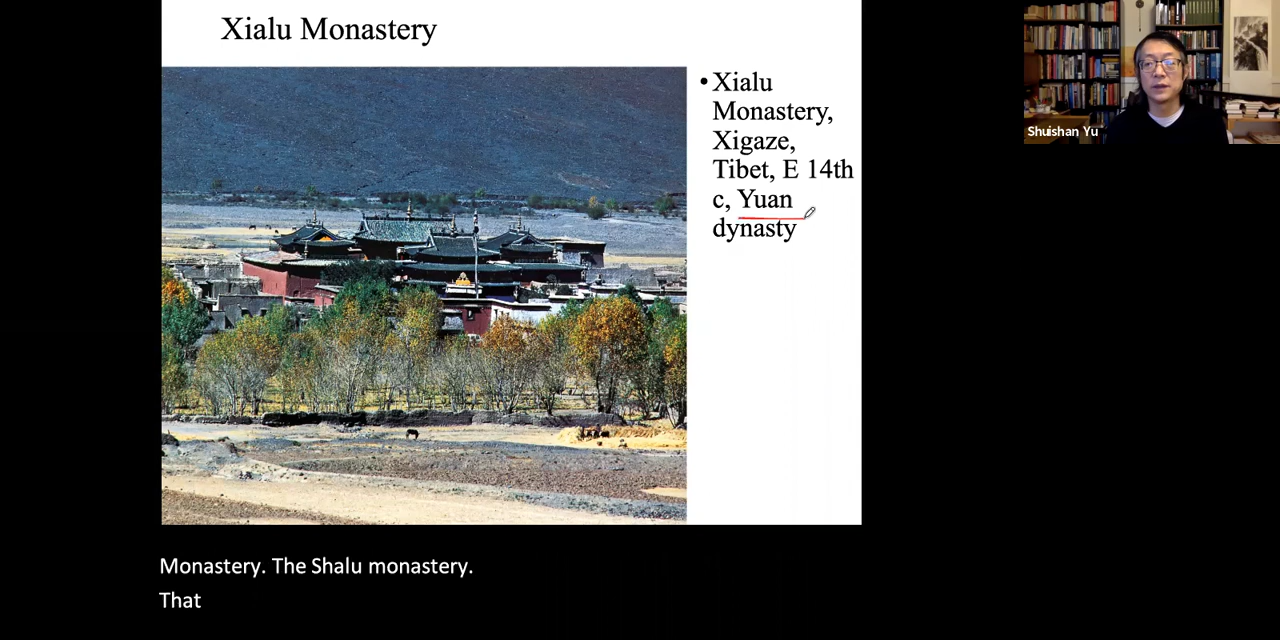 Xialu Monastery
• Xialu
Monastery,
Xigaze,
Tibet, E 14th
c, Yuan
dynasty
Shuishan Yu
Monastery. The Shalu monastery.
That